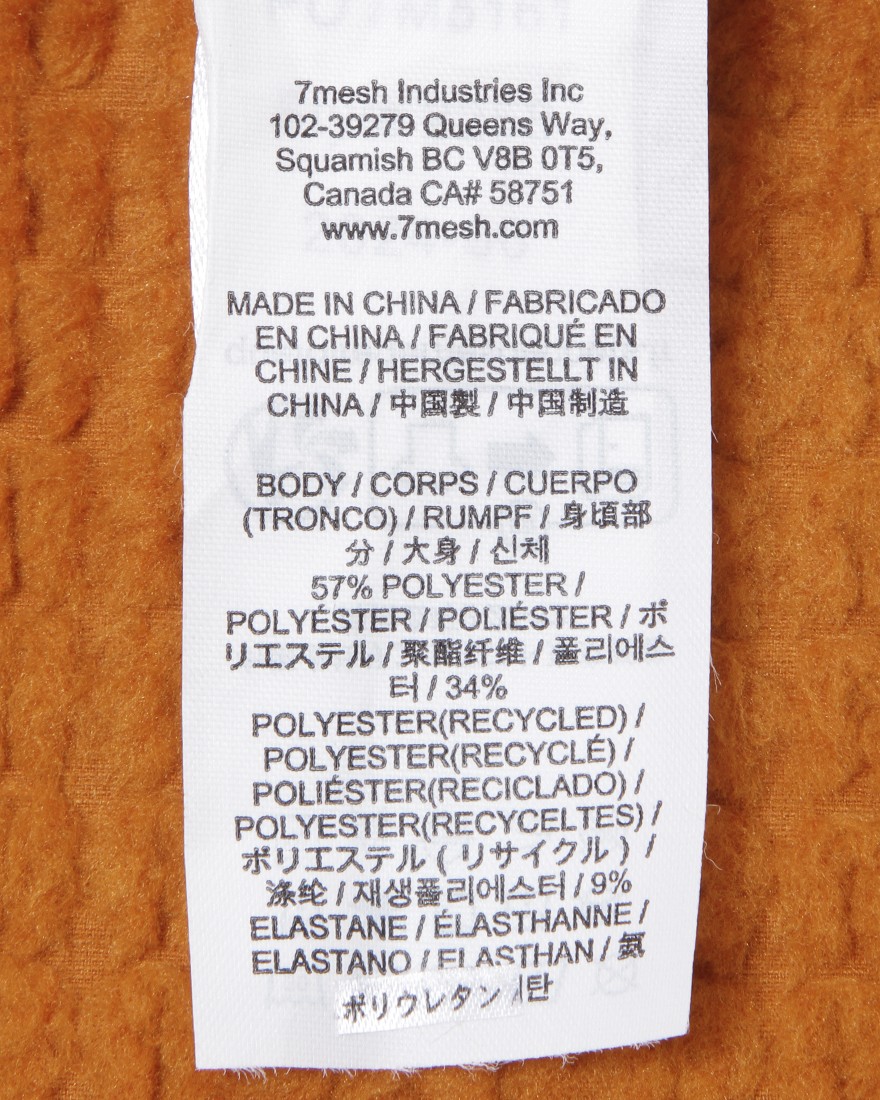 7mesh Industries Inc
102-39279 Queens Way,
Squamish BC V8B 0T5,
Canada CA# 58751
www.7mesh.com
MADE IN CHINA / FABRICADO
EN CHINA / FABRIQUÉ EN
CHINE / HERGESTELLT IN
CHINA / 中国製 / 中国制造
BODY / CORPS / CUERPO
(TRONCO) / RUMPF / 身頃部
分 / 大身 / 신체
57% POLYESTER /
POLYÉSTER / POLIÉSTER / ポ
リエステル / 聚酯纤维 / 폴리에스
터 / 34%
POLYESTER(RECYCLED) /
POLYESTER(RECYCLÉ) /
POLIÉSTER(RECICLADO) /
POLYESTER(RECYCELTES) /
ポリエステル ( リサイクル ) /
涤纶 / 재생폴리에스터 / 9%
ELASTANE / ÉLASTHANNE /
ELASTANO / ELASTHAN / 氨
ポリウレタン 탄